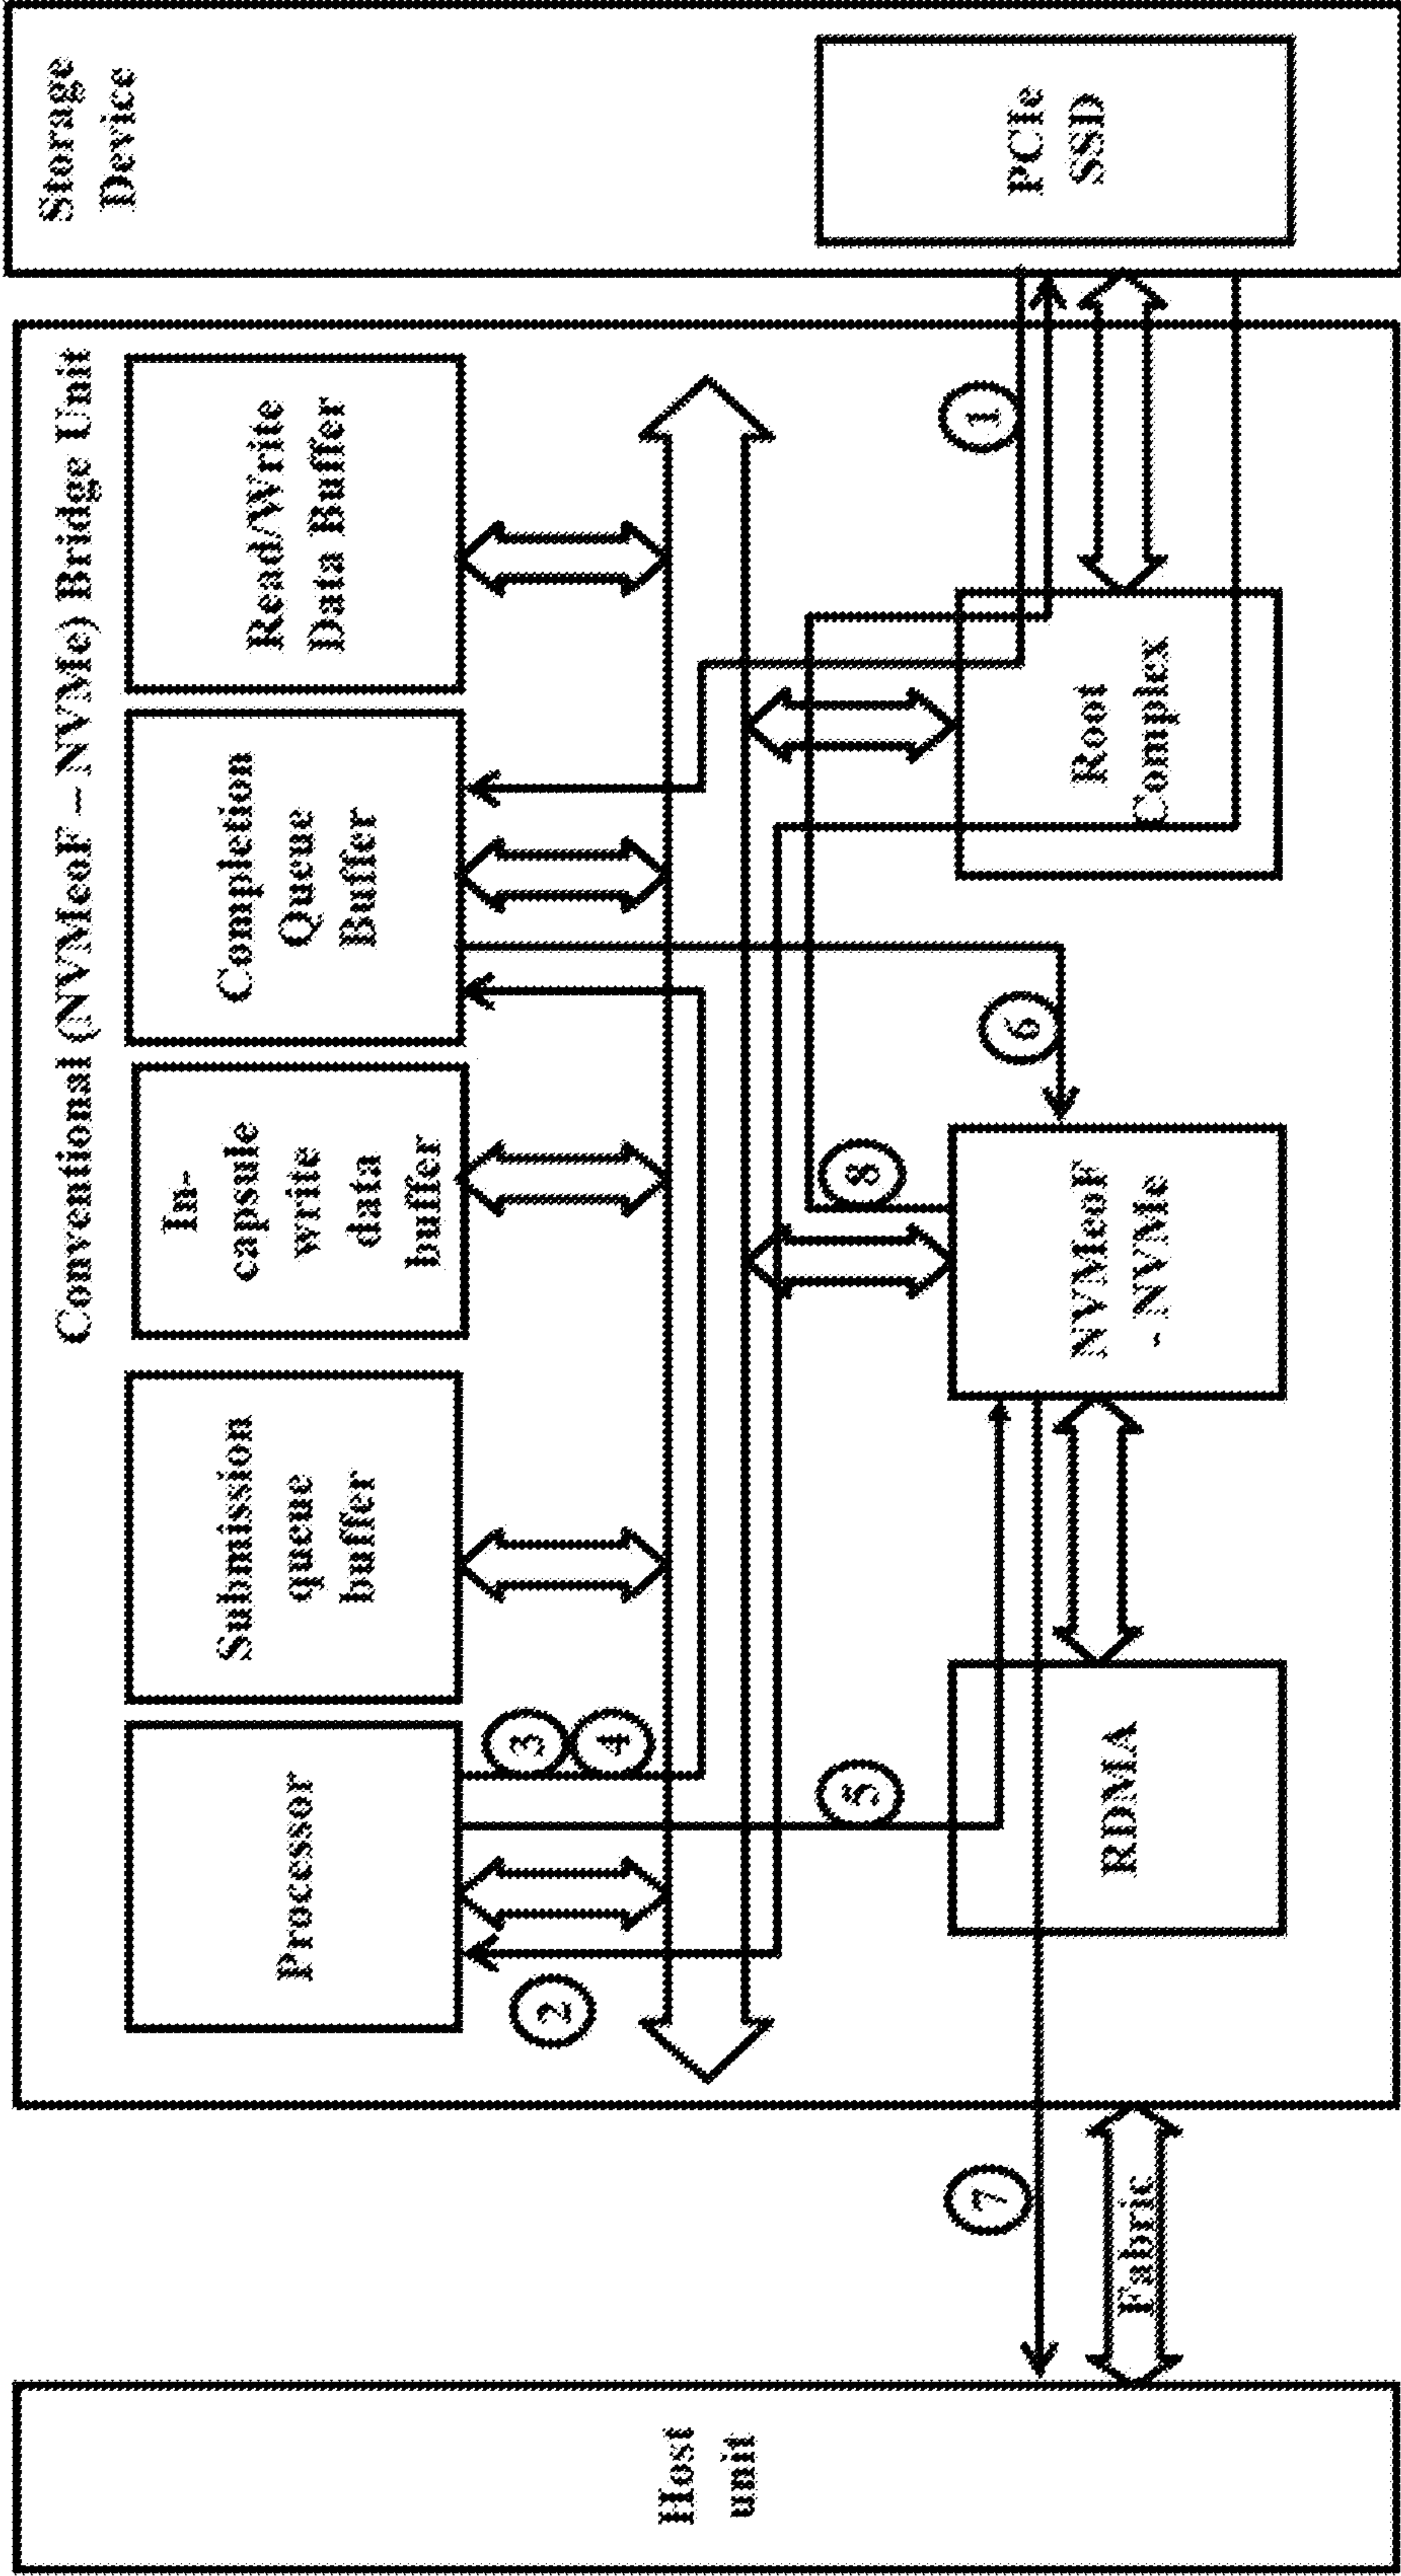 Conventional (NVMeoF – NVMe) Bridge Unit
Host
unit
Fabric
7
Processor
Submission
queue
buffer
In-
capsule
write
data
buffer
Completion
Queue
Buffer
Read/Write
Data Buffer
Storage
Device
2
3
4
5
8
6
1
RDMA
NVMeoF
- NVMe
Root
Complex
PCIe
SSD